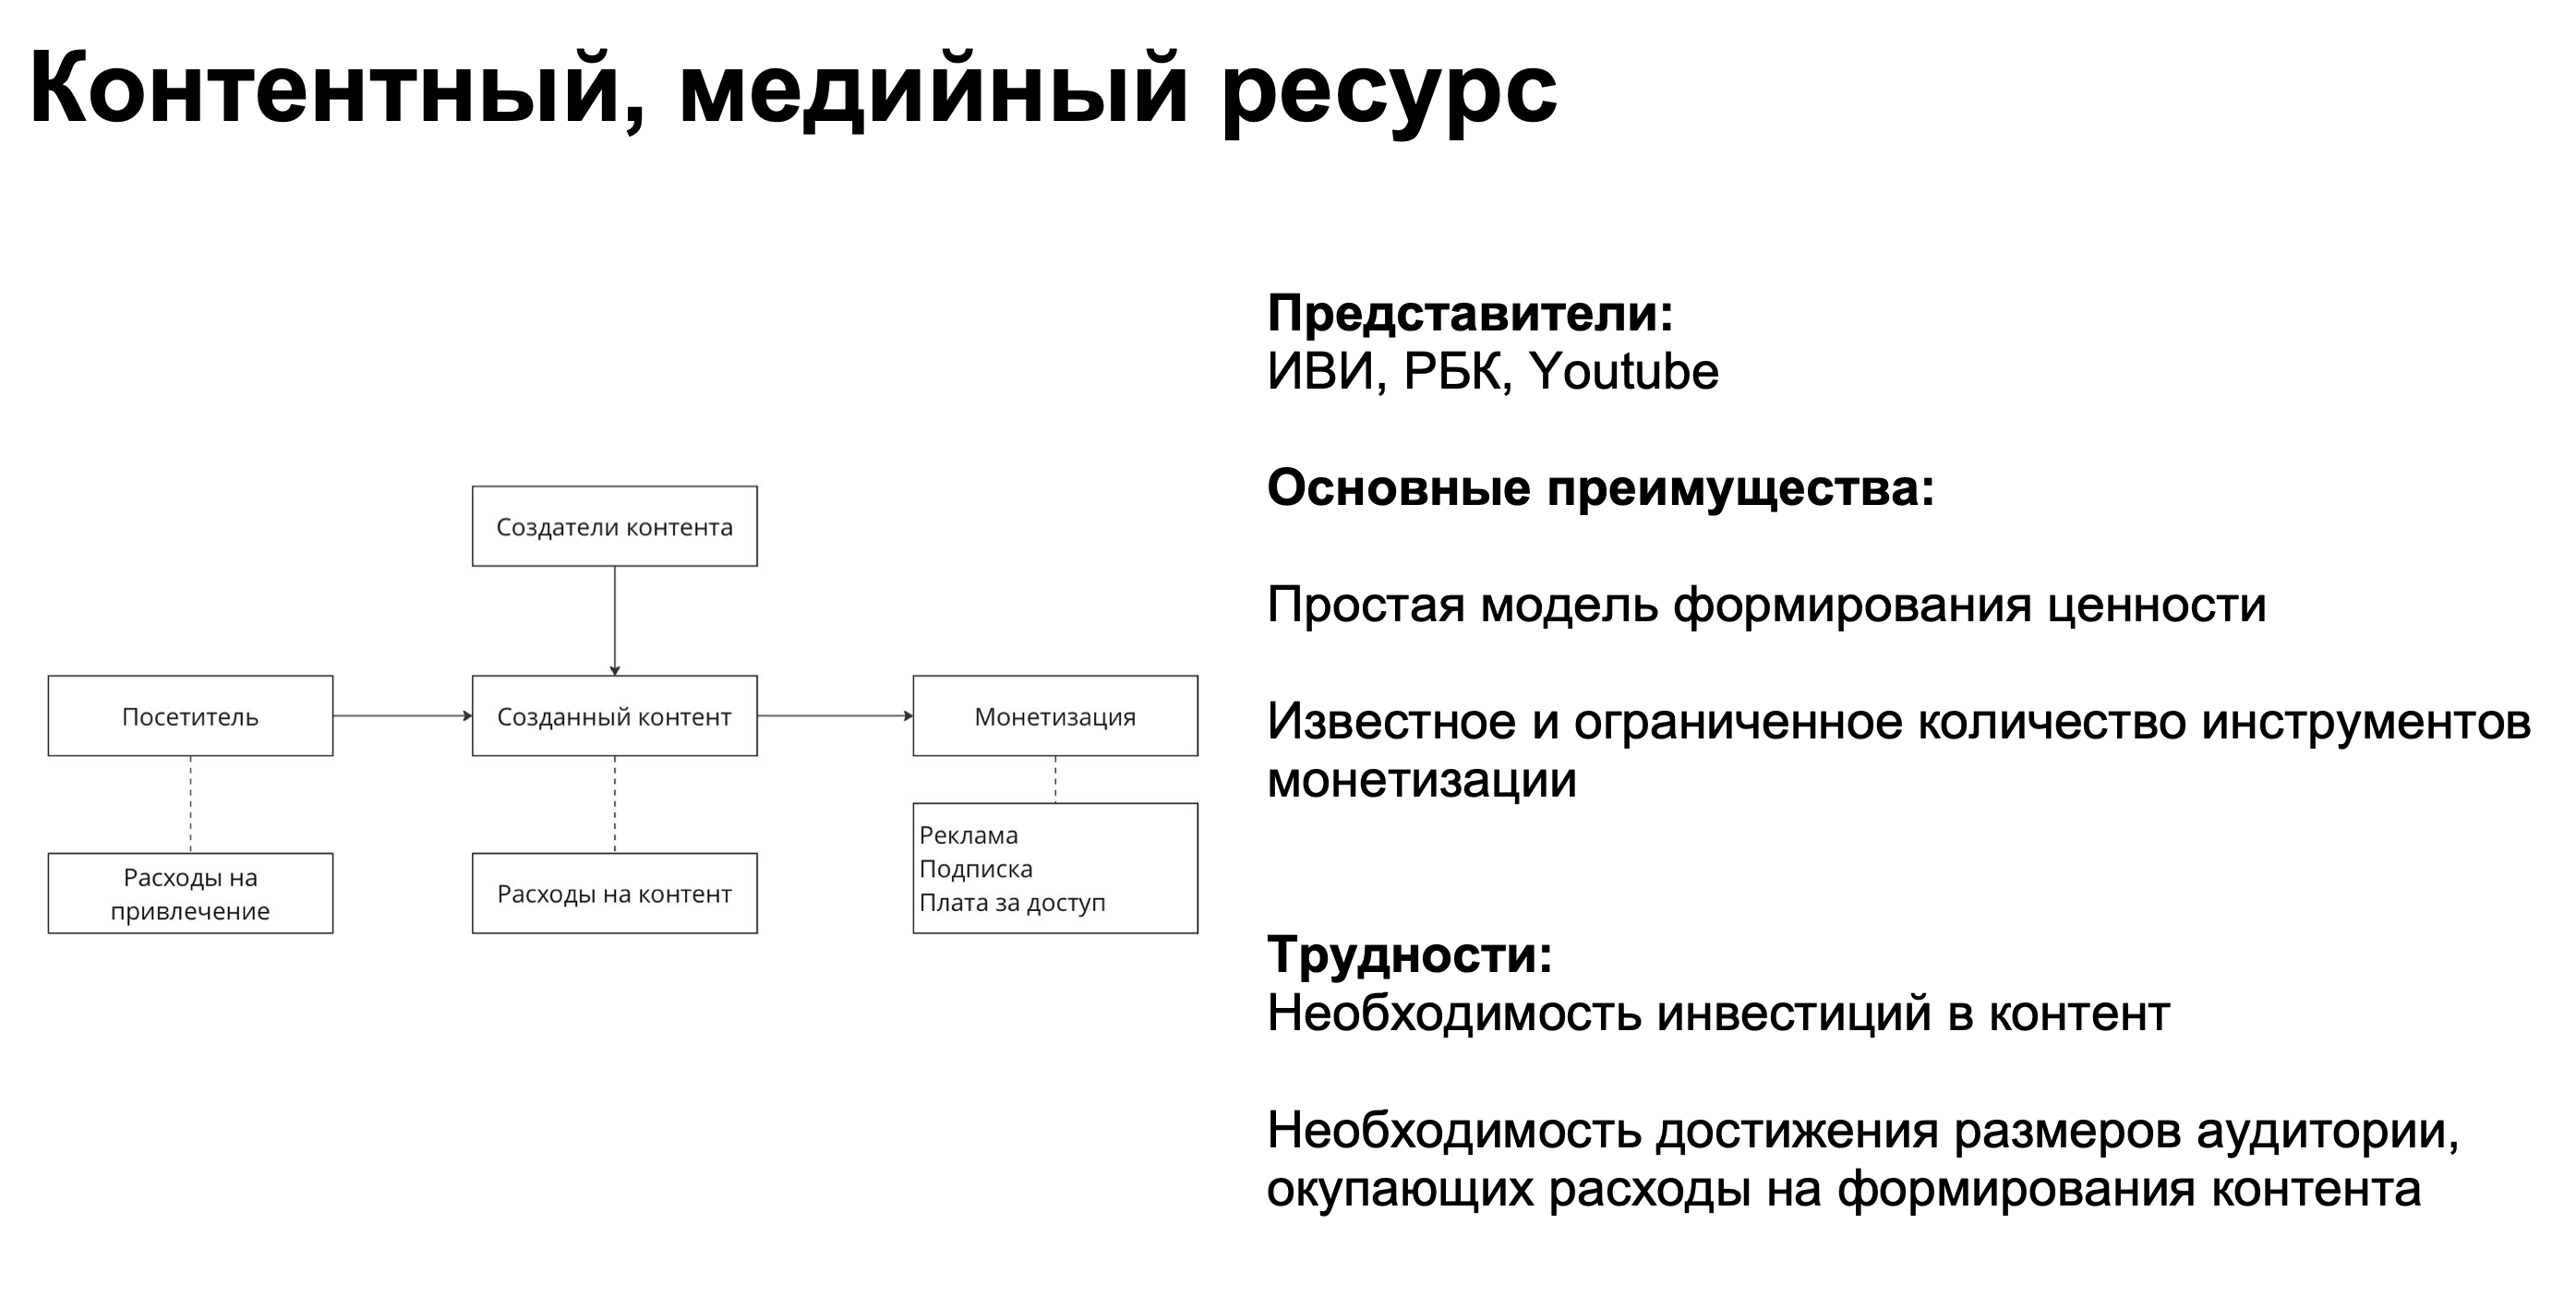 Контентный, медийный ресурс
Создатели контента
Посетитель
Созданный контент
Монетизация
Расходы на
привлечение
Расходы на контент
Реклама
Подписка
Плата за доступ
Представители:
ИВИ, РБК, Youtube
Основные преимущества:
Простая модель формирования ценности
Известное и ограниченное количество инструментов
монетизации
Трудности:
Необходимость инвестиций в контент
Необходимость достижения размеров аудитории,
окупающих расходы на формирования контента